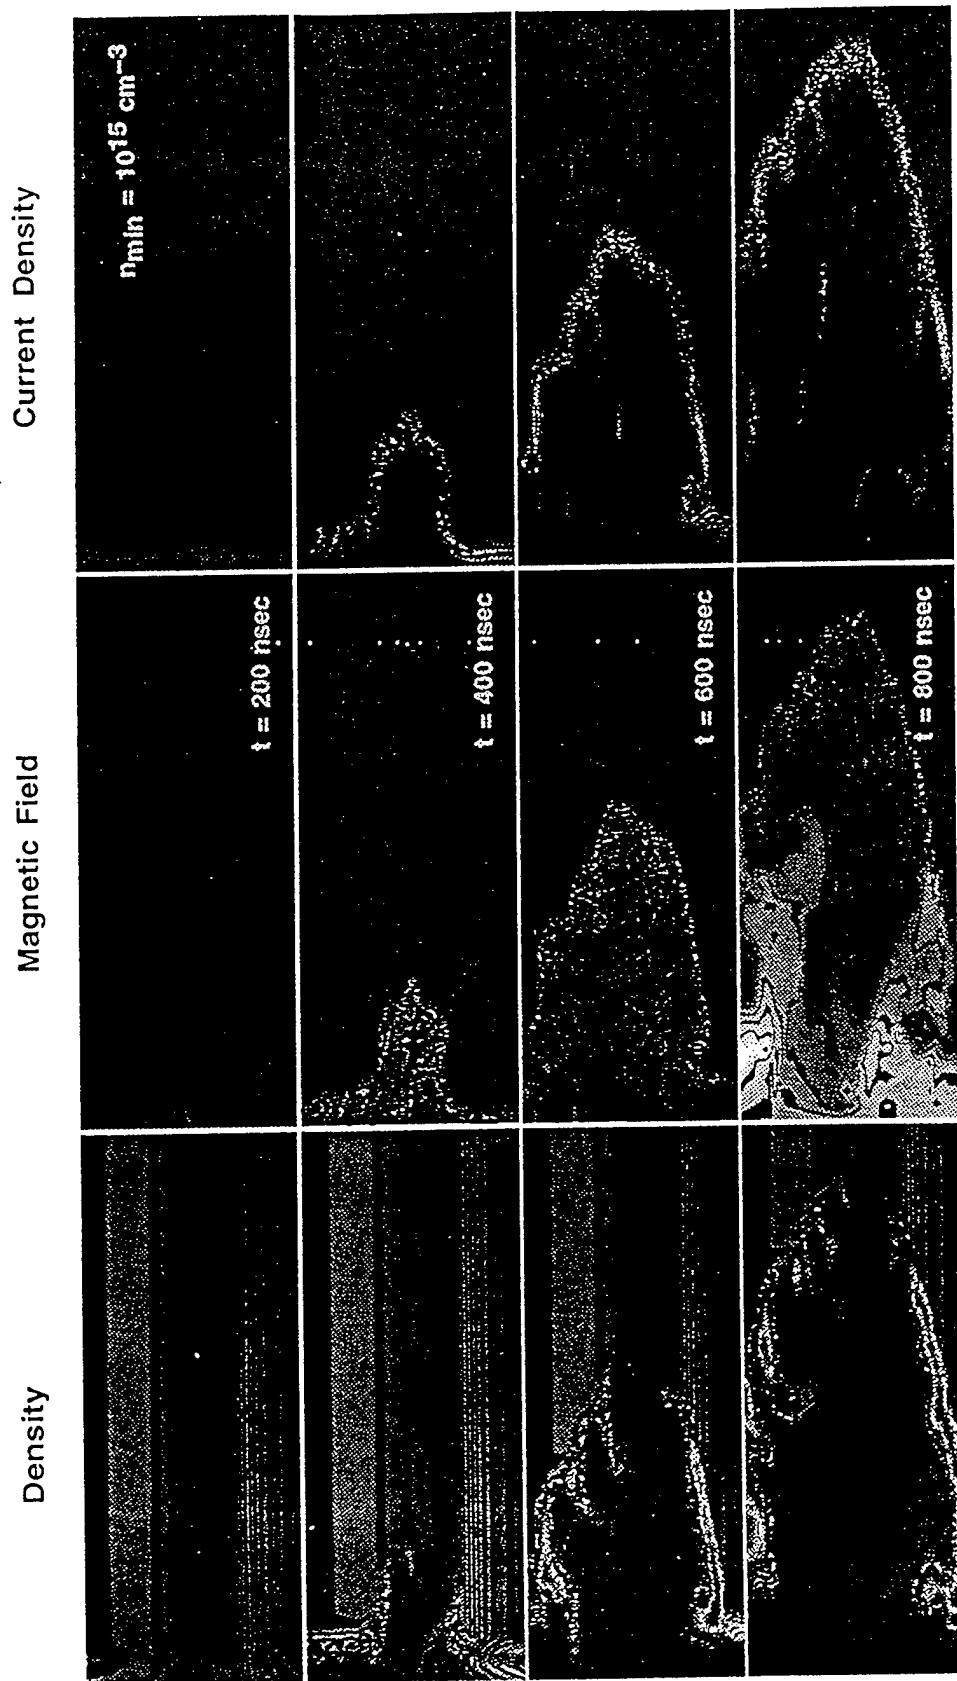 Density
Magnetic Field
Current Density
n_min = 10^15 cm^-3
t = 200 nsec
t = 400 nsec
t = 600 nsec
t = 800 nsec